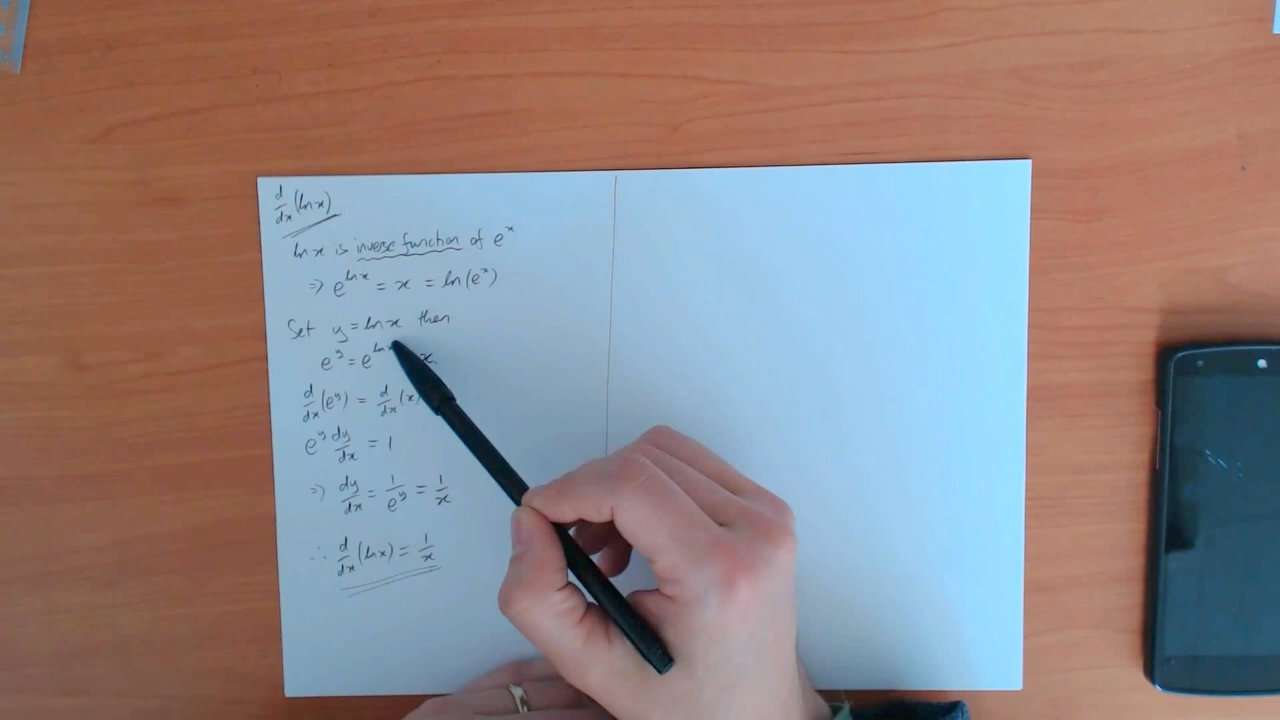 d/dx (ln x)
ln x is inverse function of e^x
⇒ e^ln x = x = ln(e^x)
Set y = ln x then
e^y = e^ln x.
d/dx (e^y) = d/dx (x)
e^y dy/dx = 1
⇒ dy/dx = 1/e^y = 1/x
∴ d/dx (ln x) = 1/x